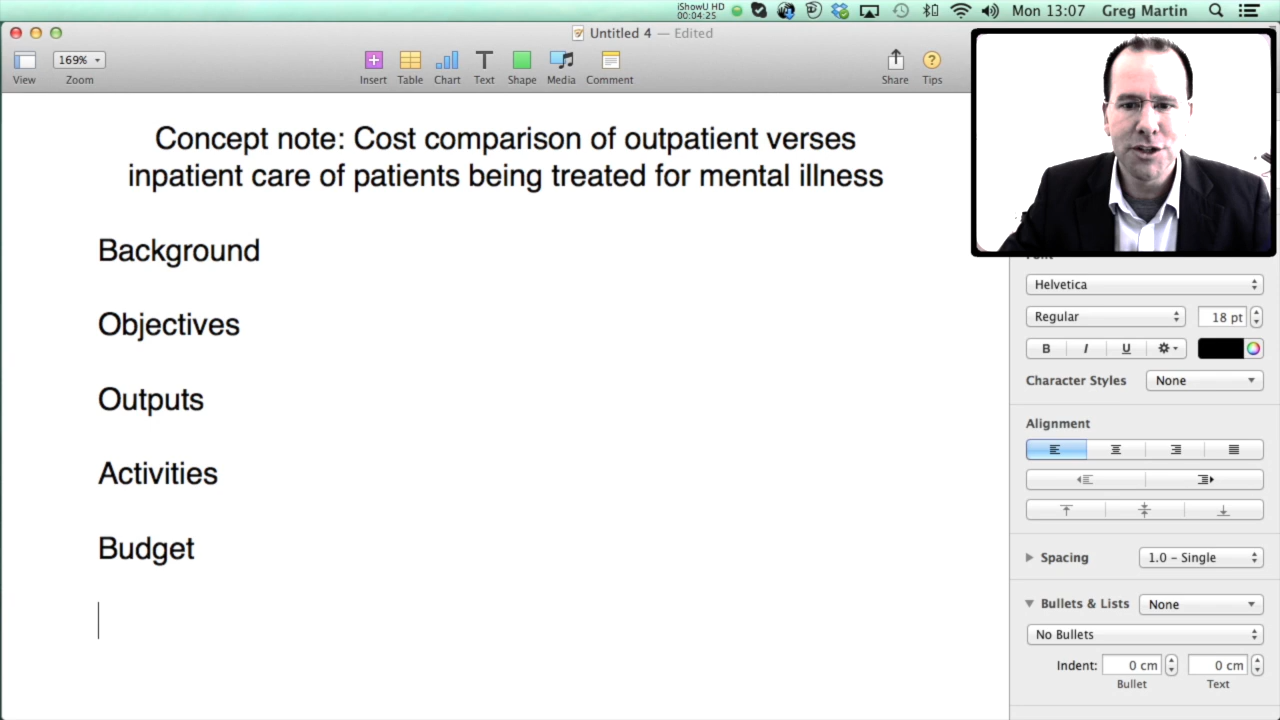 iShowU HD
00:04:25
Mon 13:07
Greg Martin
Untitled 4 — Edited
169%
View
Zoom
Insert
Table
Chart
Text
Shape
Media
Comment
Share
Tips
Concept note: Cost comparison of outpatient verses
inpatient care of patients being treated for mental illness
Background
Objectives
Outputs
Activities
Budget
Helvetica
Regular
18 pt
B I U
Character Styles
None
Alignment
Spacing
1.0 – Single
Bullets & Lists
None
No Bullets
Indent:
0 cm
0 cm
Bullet
Text